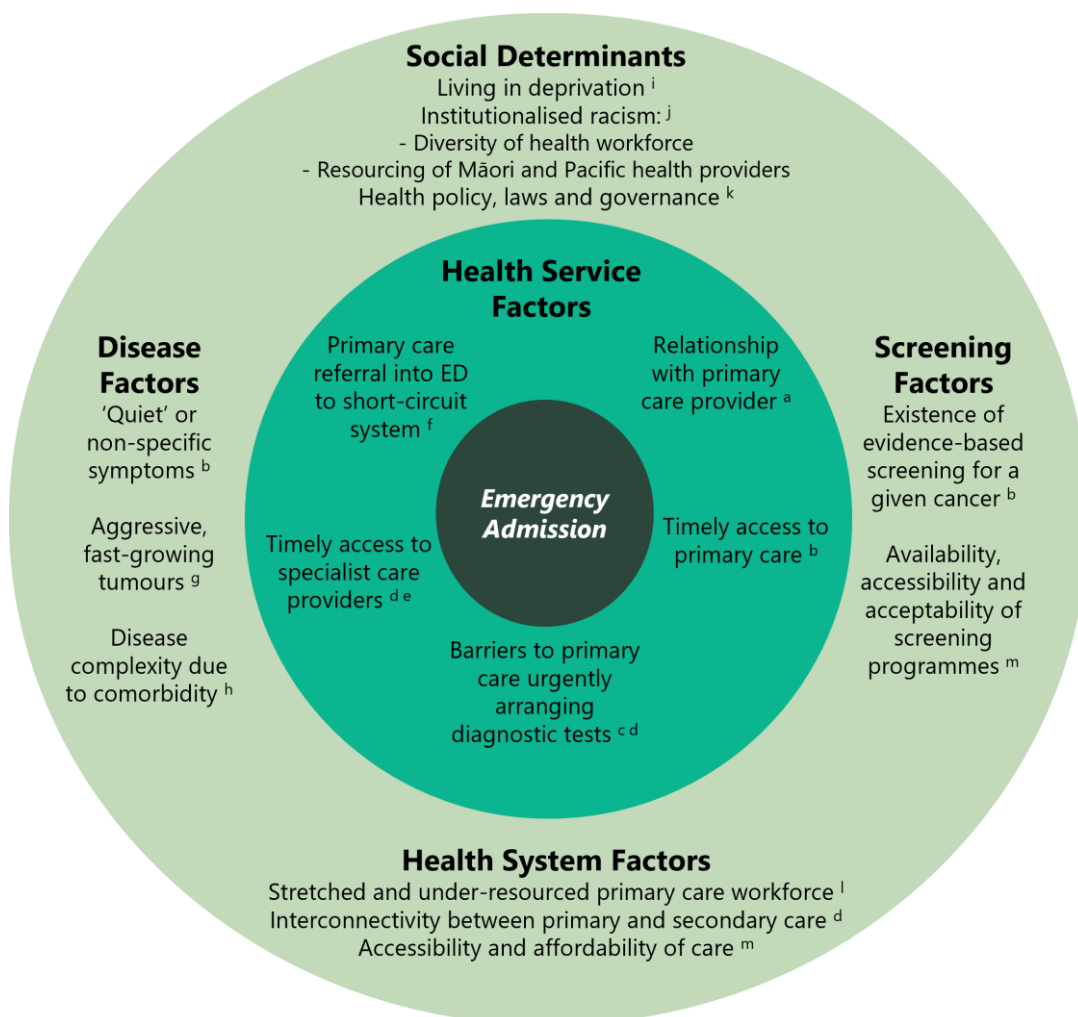 Social Determinants
Living in deprivation i
Institutionalised racism: j
- Diversity of health workforce
- Resourcing of Māori and Pacific health providers
Health policy, laws and governance k
Health Service
Factors
Primary care
referral into ED
to short-circuit
system f
Relationship
with primary
care provider a
Disease
Factors
‘Quiet’ or
non-specific
symptoms b
Aggressive,
fast-growing
tumours g
Disease
complexity due
to comorbidity h
Emergency
Admission
Timely access to
specialist care
providers d e
Timely access to
primary care b
Barriers to primary
care urgently
arranging
diagnostic tests c d
Screening
Factors
Existence of
evidence-based
screening for a
given cancer b
Availability,
accessibility and
acceptability of
screening
programmes m
Health System Factors
Stretched and under-resourced primary care workforce l
Interconnectivity between primary and secondary care d
Accessibility and affordability of care m